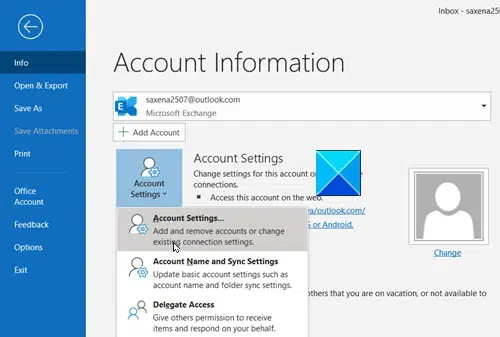 Inbox - saxena2507
Info
Account Information
Open & Export
saxena2507@outlook.com
Microsoft Exchange
Save As
Save Attachments
Add Account
Print
Account Settings
Change settings for this account or
connections.
Access this account on the web.
Account
Settings
Office
Account
outlook.com/
OS or Android.
Feedback
Account Settings...
Add and remove accounts or change
existing connection settings.
Change
Options
Account Name and Sync Settings
Update basic account settings such as
account name and folder sync settings.
Exit
others that you are on vacation, or not available to
Delegate Access
Give others permission to receive
items and respond on your behalf.